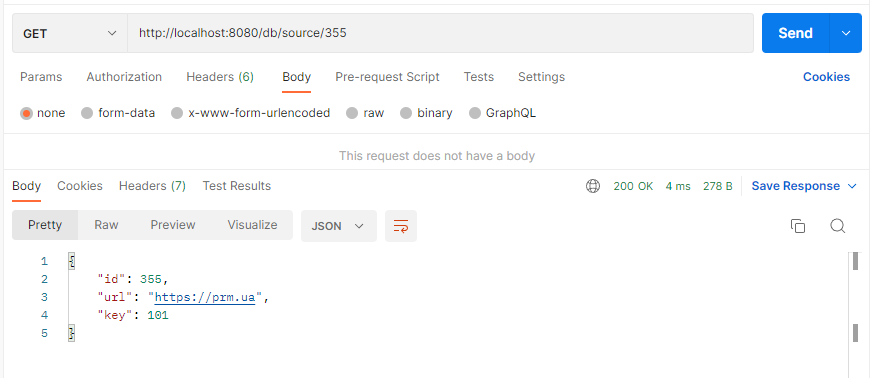 GET http://localhost:8080/db/source/355 Send
Params Authorization Headers (6) Body Pre-request Script Tests Settings Cookies
none form-data x-www-form-urlencoded raw binary GraphQL
This request does not have a body
Body Cookies Headers (7) Test Results 200 OK 4 ms 278 B Save Response
Pretty Raw Preview Visualize JSON
1 {
2 "id": 355,
3 "url": "https://prm.ua",
4 "key": 101
5 }